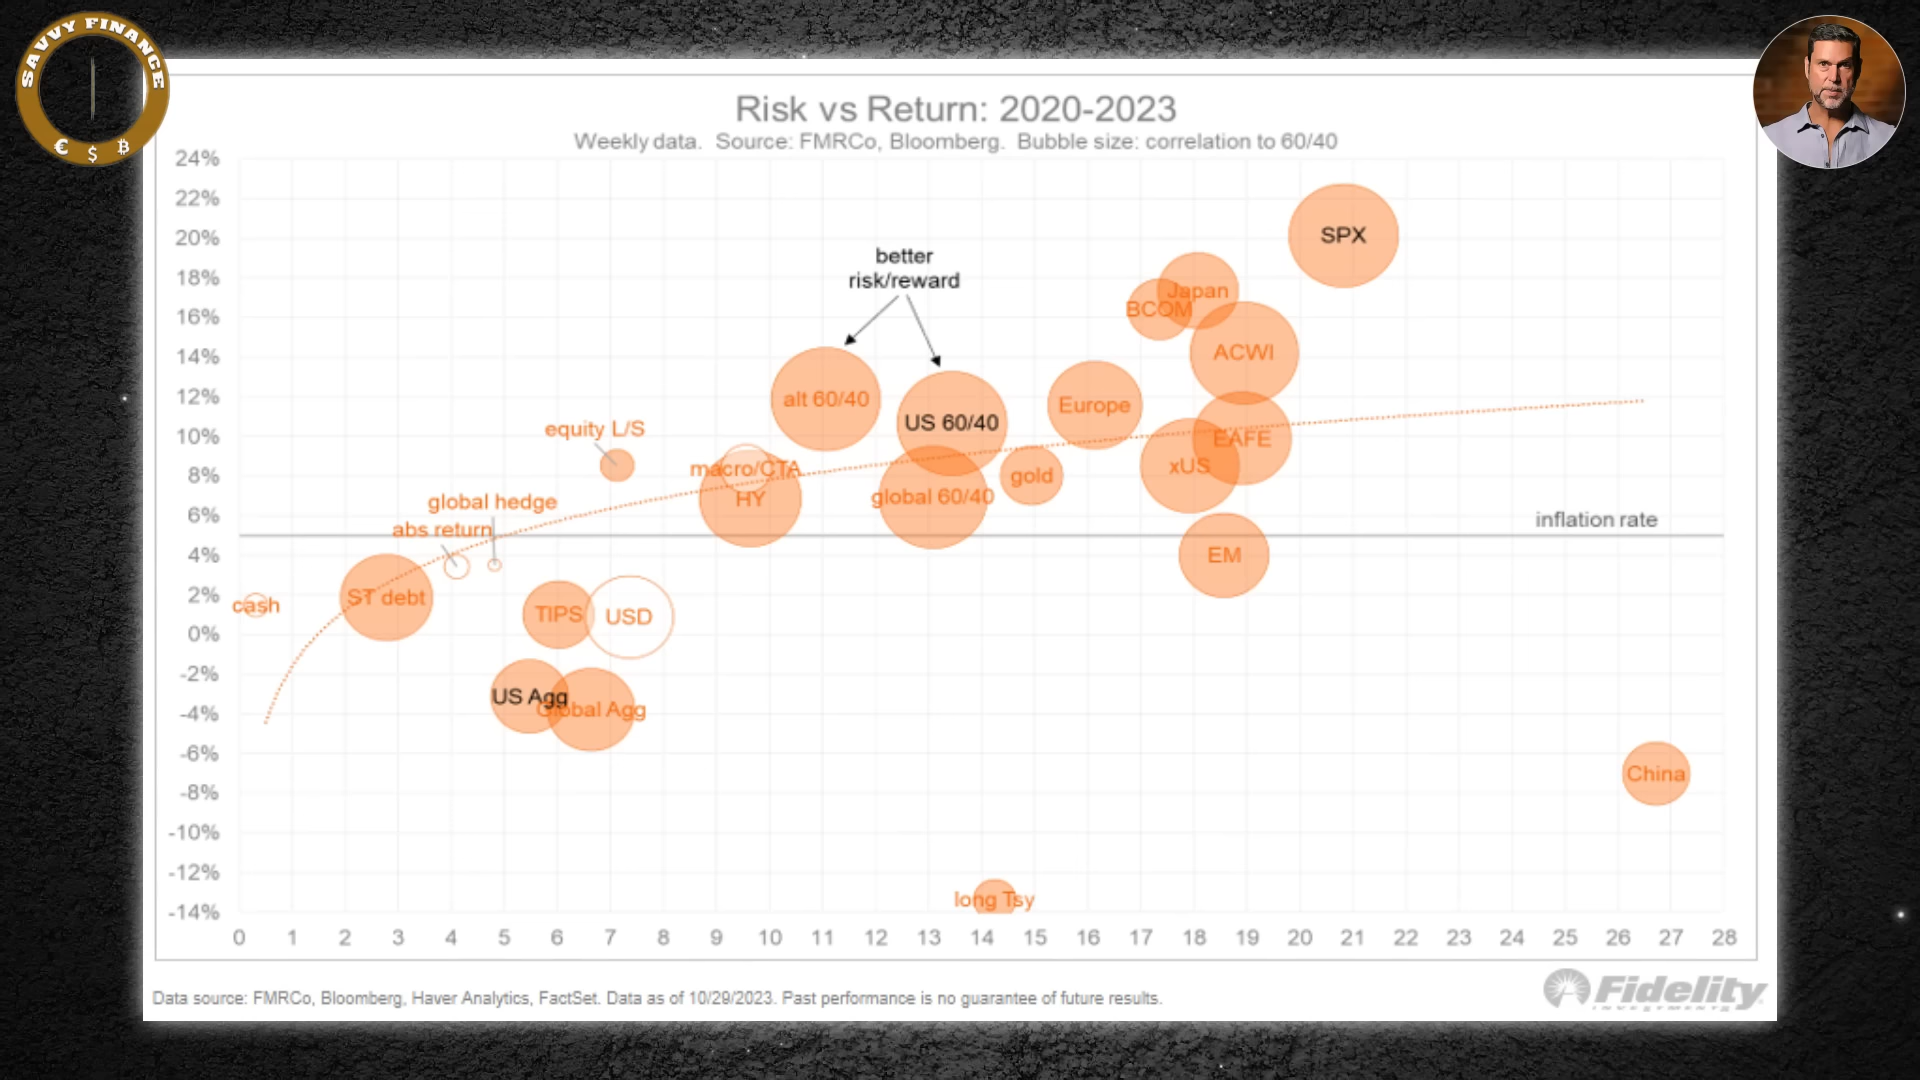 SAVVY FINANCE
€ $ ₿
Risk vs Return: 2020-2023
Weekly data. Source: FMRCo, Bloomberg. Bubble size: correlation to 60/40
24%
22%
20%
18%
16%
14%
12%
10%
8%
6%
4%
2%
0%
-2%
-4%
-6%
-8%
-10%
-12%
-14%
SPX
better
risk/reward
Japan
BCOM
ACWI
alt 60/40
US 60/40
Europe
equity L/S
EAFE
macro/CTA
xUS
gold
HY
global 60/40
global hedge
abs return
inflation rate
EM
cash
ST debt
TIPS
USD
US Agg
Global Agg
China
long Tsy
0 1 2 3 4 5 6 7 8 9 10 11 12 13 14 15 16 17 18 19 20 21 22 23 24 25 26 27 28
Data source: FMRCo, Bloomberg, Haver Analytics, FactSet. Data as of 10/29/2023. Past performance is no guarantee of future results.
Fidelity